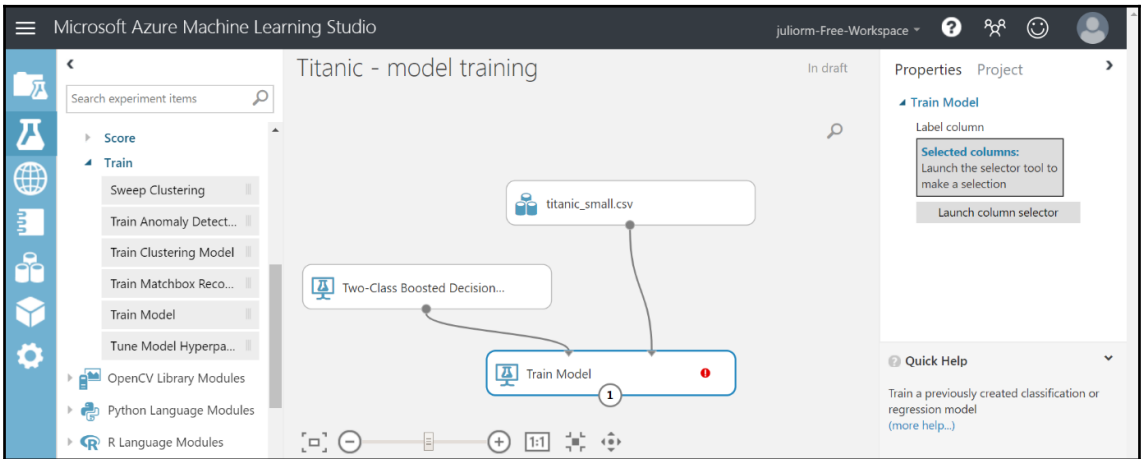 Microsoft Azure Machine Learning Studio
juliorm-Free-Workspace
?
Search experiment items
Score
Train
Sweep Clustering
Train Anomaly Detect...
Train Clustering Model
Train Matchbox Reco...
Train Model
Tune Model Hyperpa...
OpenCV Library Modules
Python Language Modules
R Language Modules
Titanic - model training
In draft
titanic_small.csv
Two-Class Boosted Decision...
Train Model
1
1:1
Properties Project
Train Model
Label column
Selected columns:
Launch the selector tool to
make a selection
Launch column selector
Quick Help
Train a previously created classification or
regression model
(more help...)